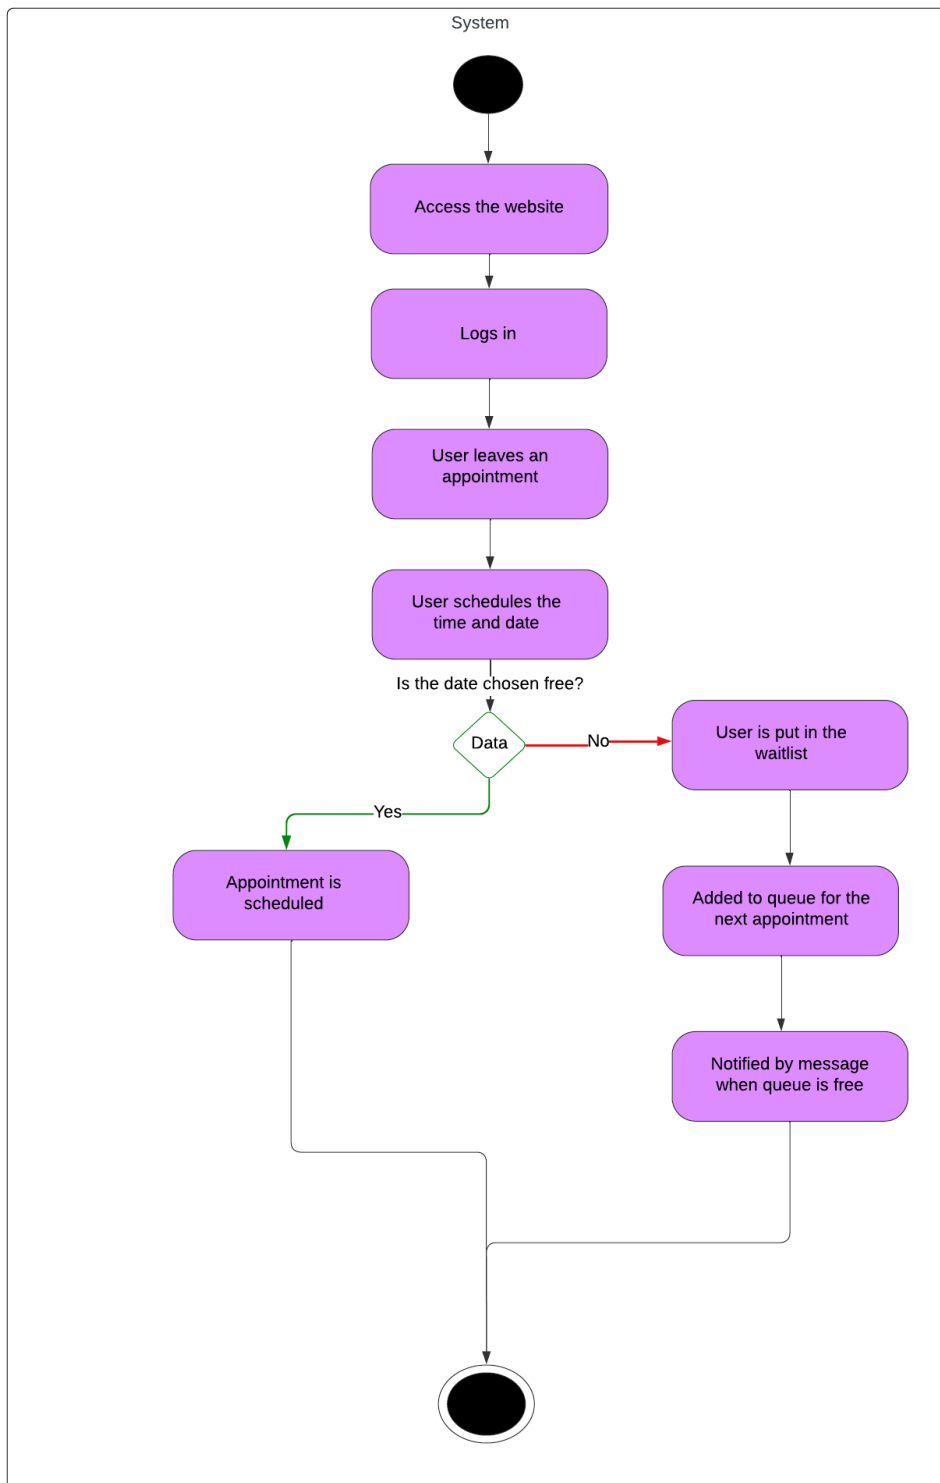 System
Access the website
Logs in
User leaves an
appointment
User schedules the
time and date
Is the date chosen free?
Data
No
User is put in the
waitlist
Yes
Appointment is
scheduled
Added to queue for the
next appointment
Notified by message
when queue is free